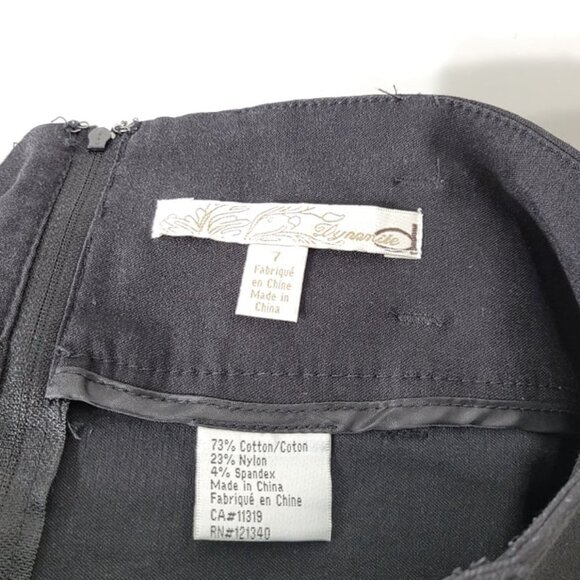 Dynamite
7
Fabriqué
en Chine
Made in
China
73% Cotton/Coton
23% Nylon
4% Spandex
Made in China
Fabriqué en Chine
CA#11319
RN#121340